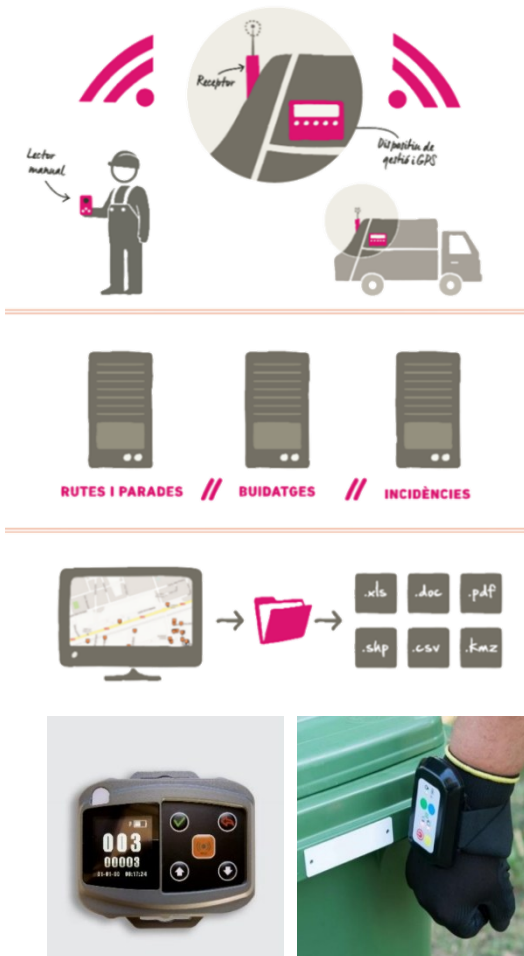 Receptor
Dispositiu de
gestió i GPS
Lector
manual
RUTES I PARADES // BUIDATGES // INCIDÈNCIES
.xls .doc .pdf
.shp .csv .kmz
003
00003